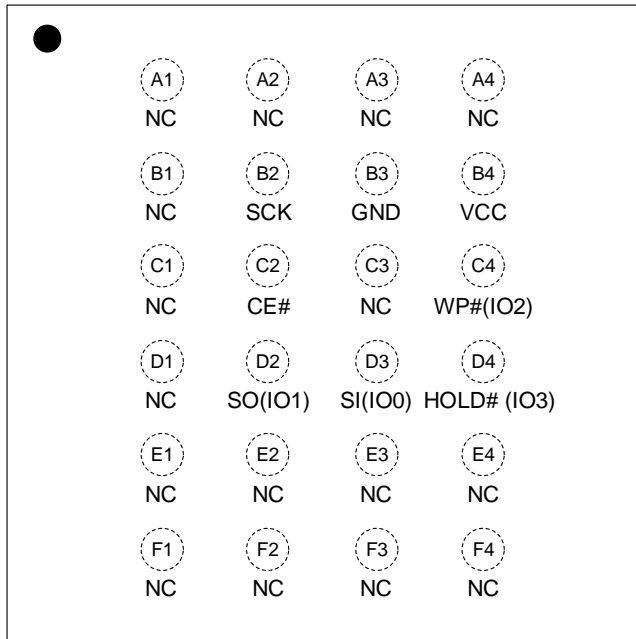 A1 A2 A3 A4
NC NC NC NC
B1 B2 B3 B4
NC SCK GND VCC
C1 C2 C3 C4
NC CE# NC WP#(IO2)
D1 D2 D3 D4
NC SO(IO1) SI(IO0) HOLD# (IO3)
E1 E2 E3 E4
NC NC NC NC
F1 F2 F3 F4
NC NC NC NC